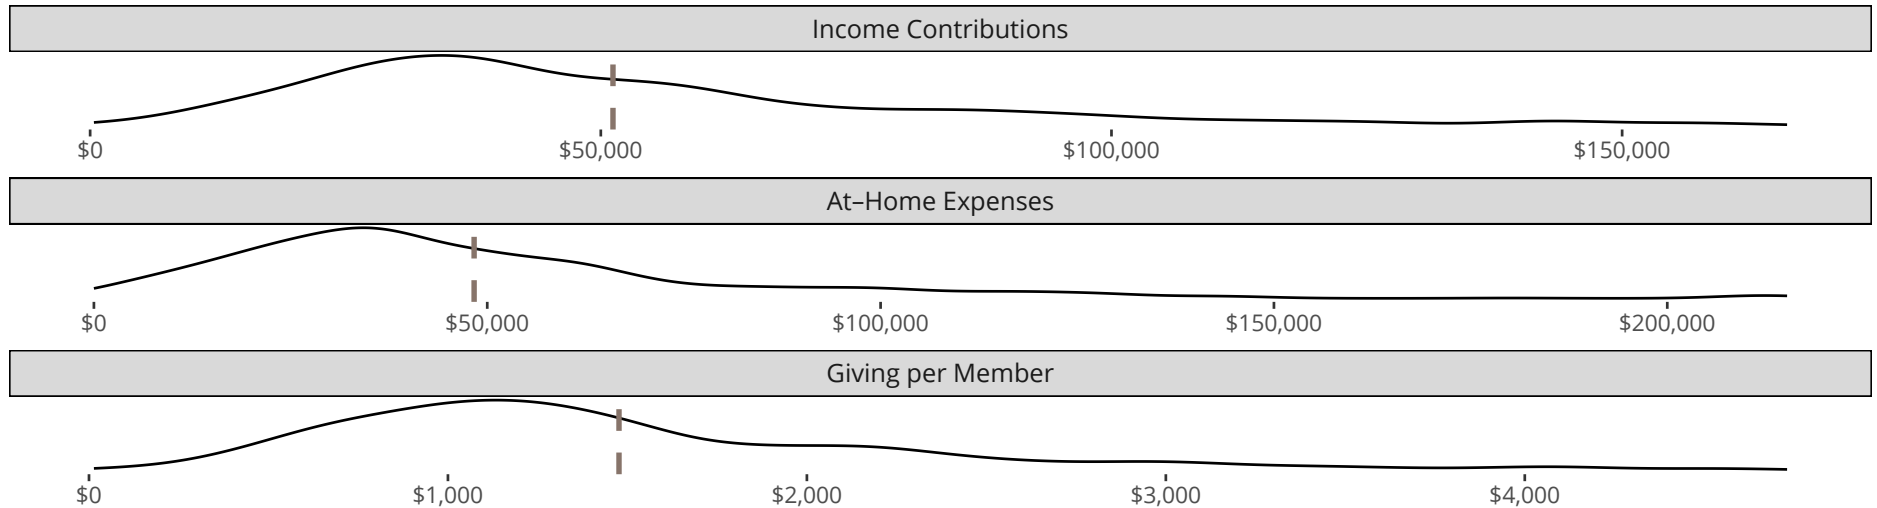 Income Contributions
$0 $50,000 $100,000 $150,000
At–Home Expenses
$0 $50,000 $100,000 $150,000 $200,000
Giving per Member
$0 $1,000 $2,000 $3,000 $4,000